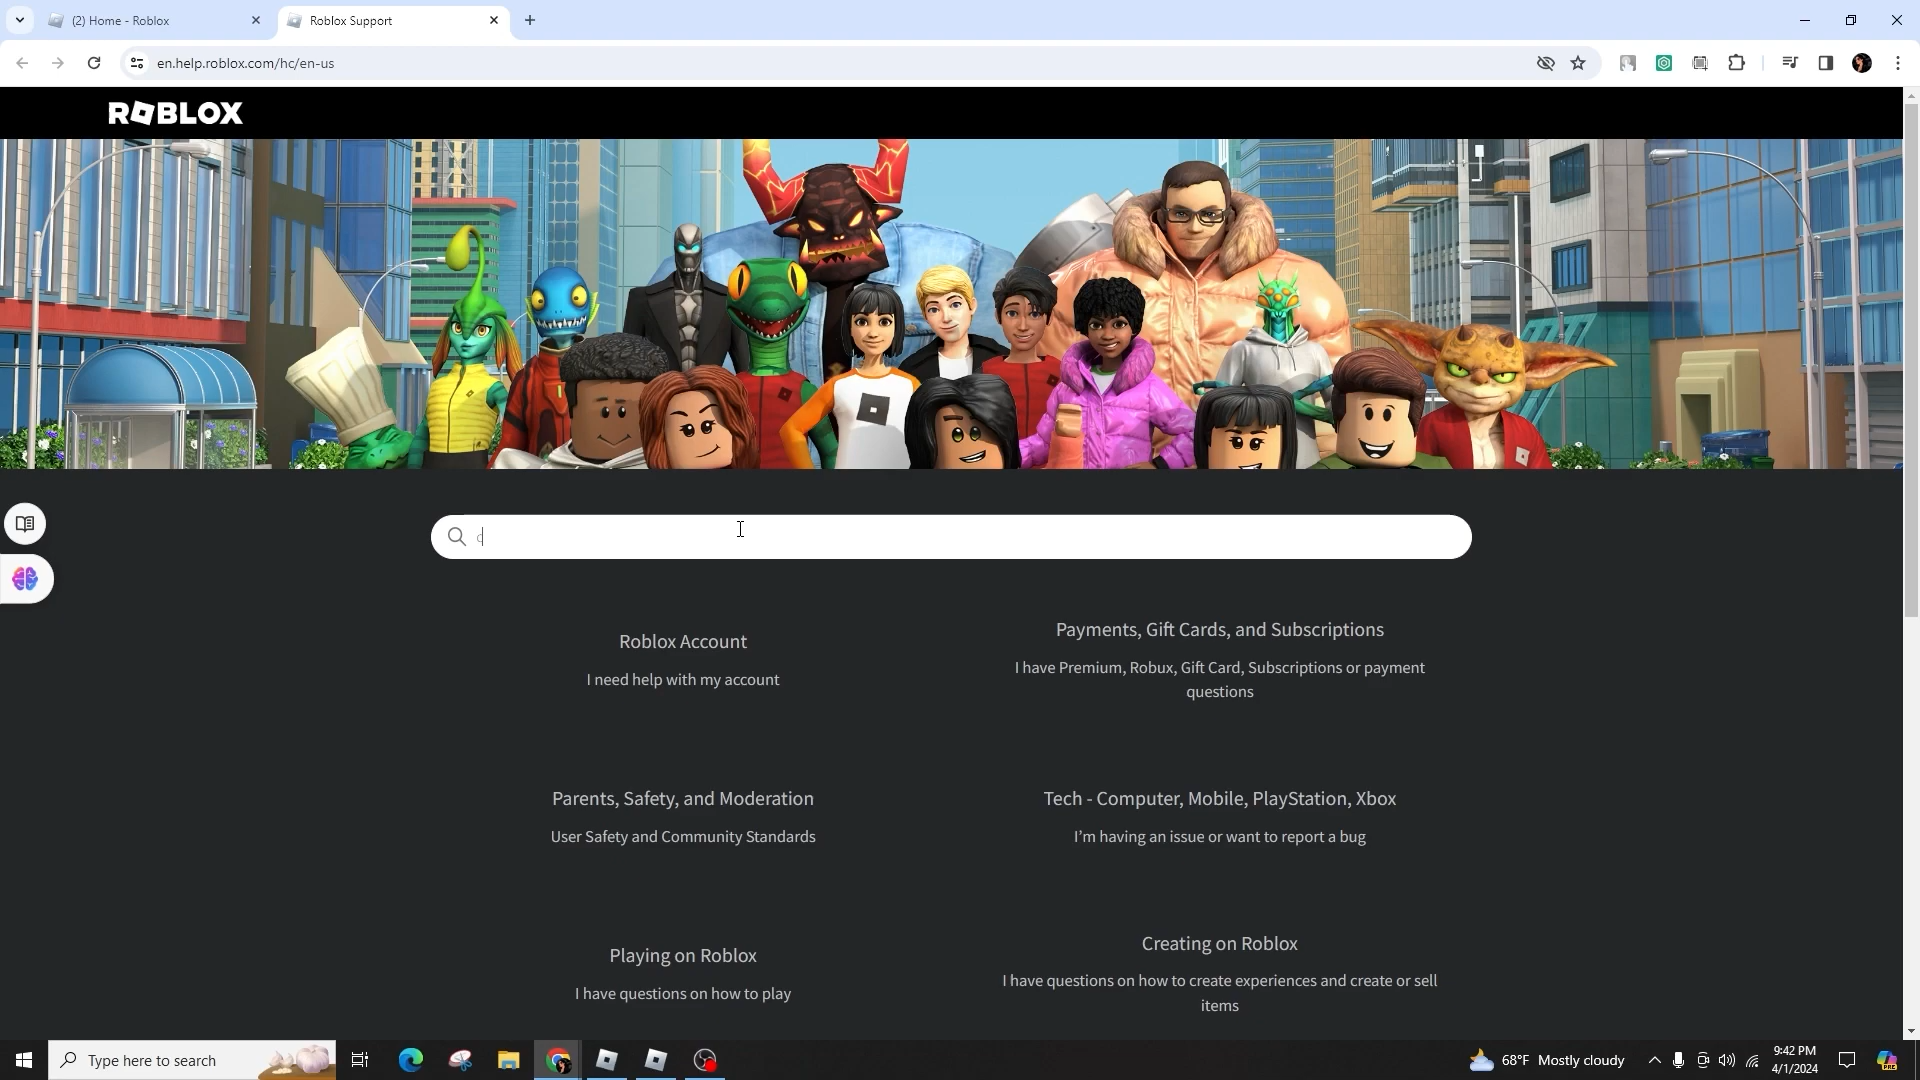 (2) Home - Roblox
Roblox Support
en.help.roblox.com/hc/en-us
ROBLOX
c
Roblox Account
I need help with my account
Payments, Gift Cards, and Subscriptions
I have Premium, Robux, Gift Card, Subscriptions or payment
questions
Parents, Safety, and Moderation
User Safety and Community Standards
Tech - Computer, Mobile, PlayStation, Xbox
I’m having an issue or want to report a bug
Playing on Roblox
I have questions on how to play
Creating on Roblox
I have questions on how to create experiences and create or sell
items
Type here to search
68°F Mostly cloudy
9:42 PM
4/1/2024
PRE